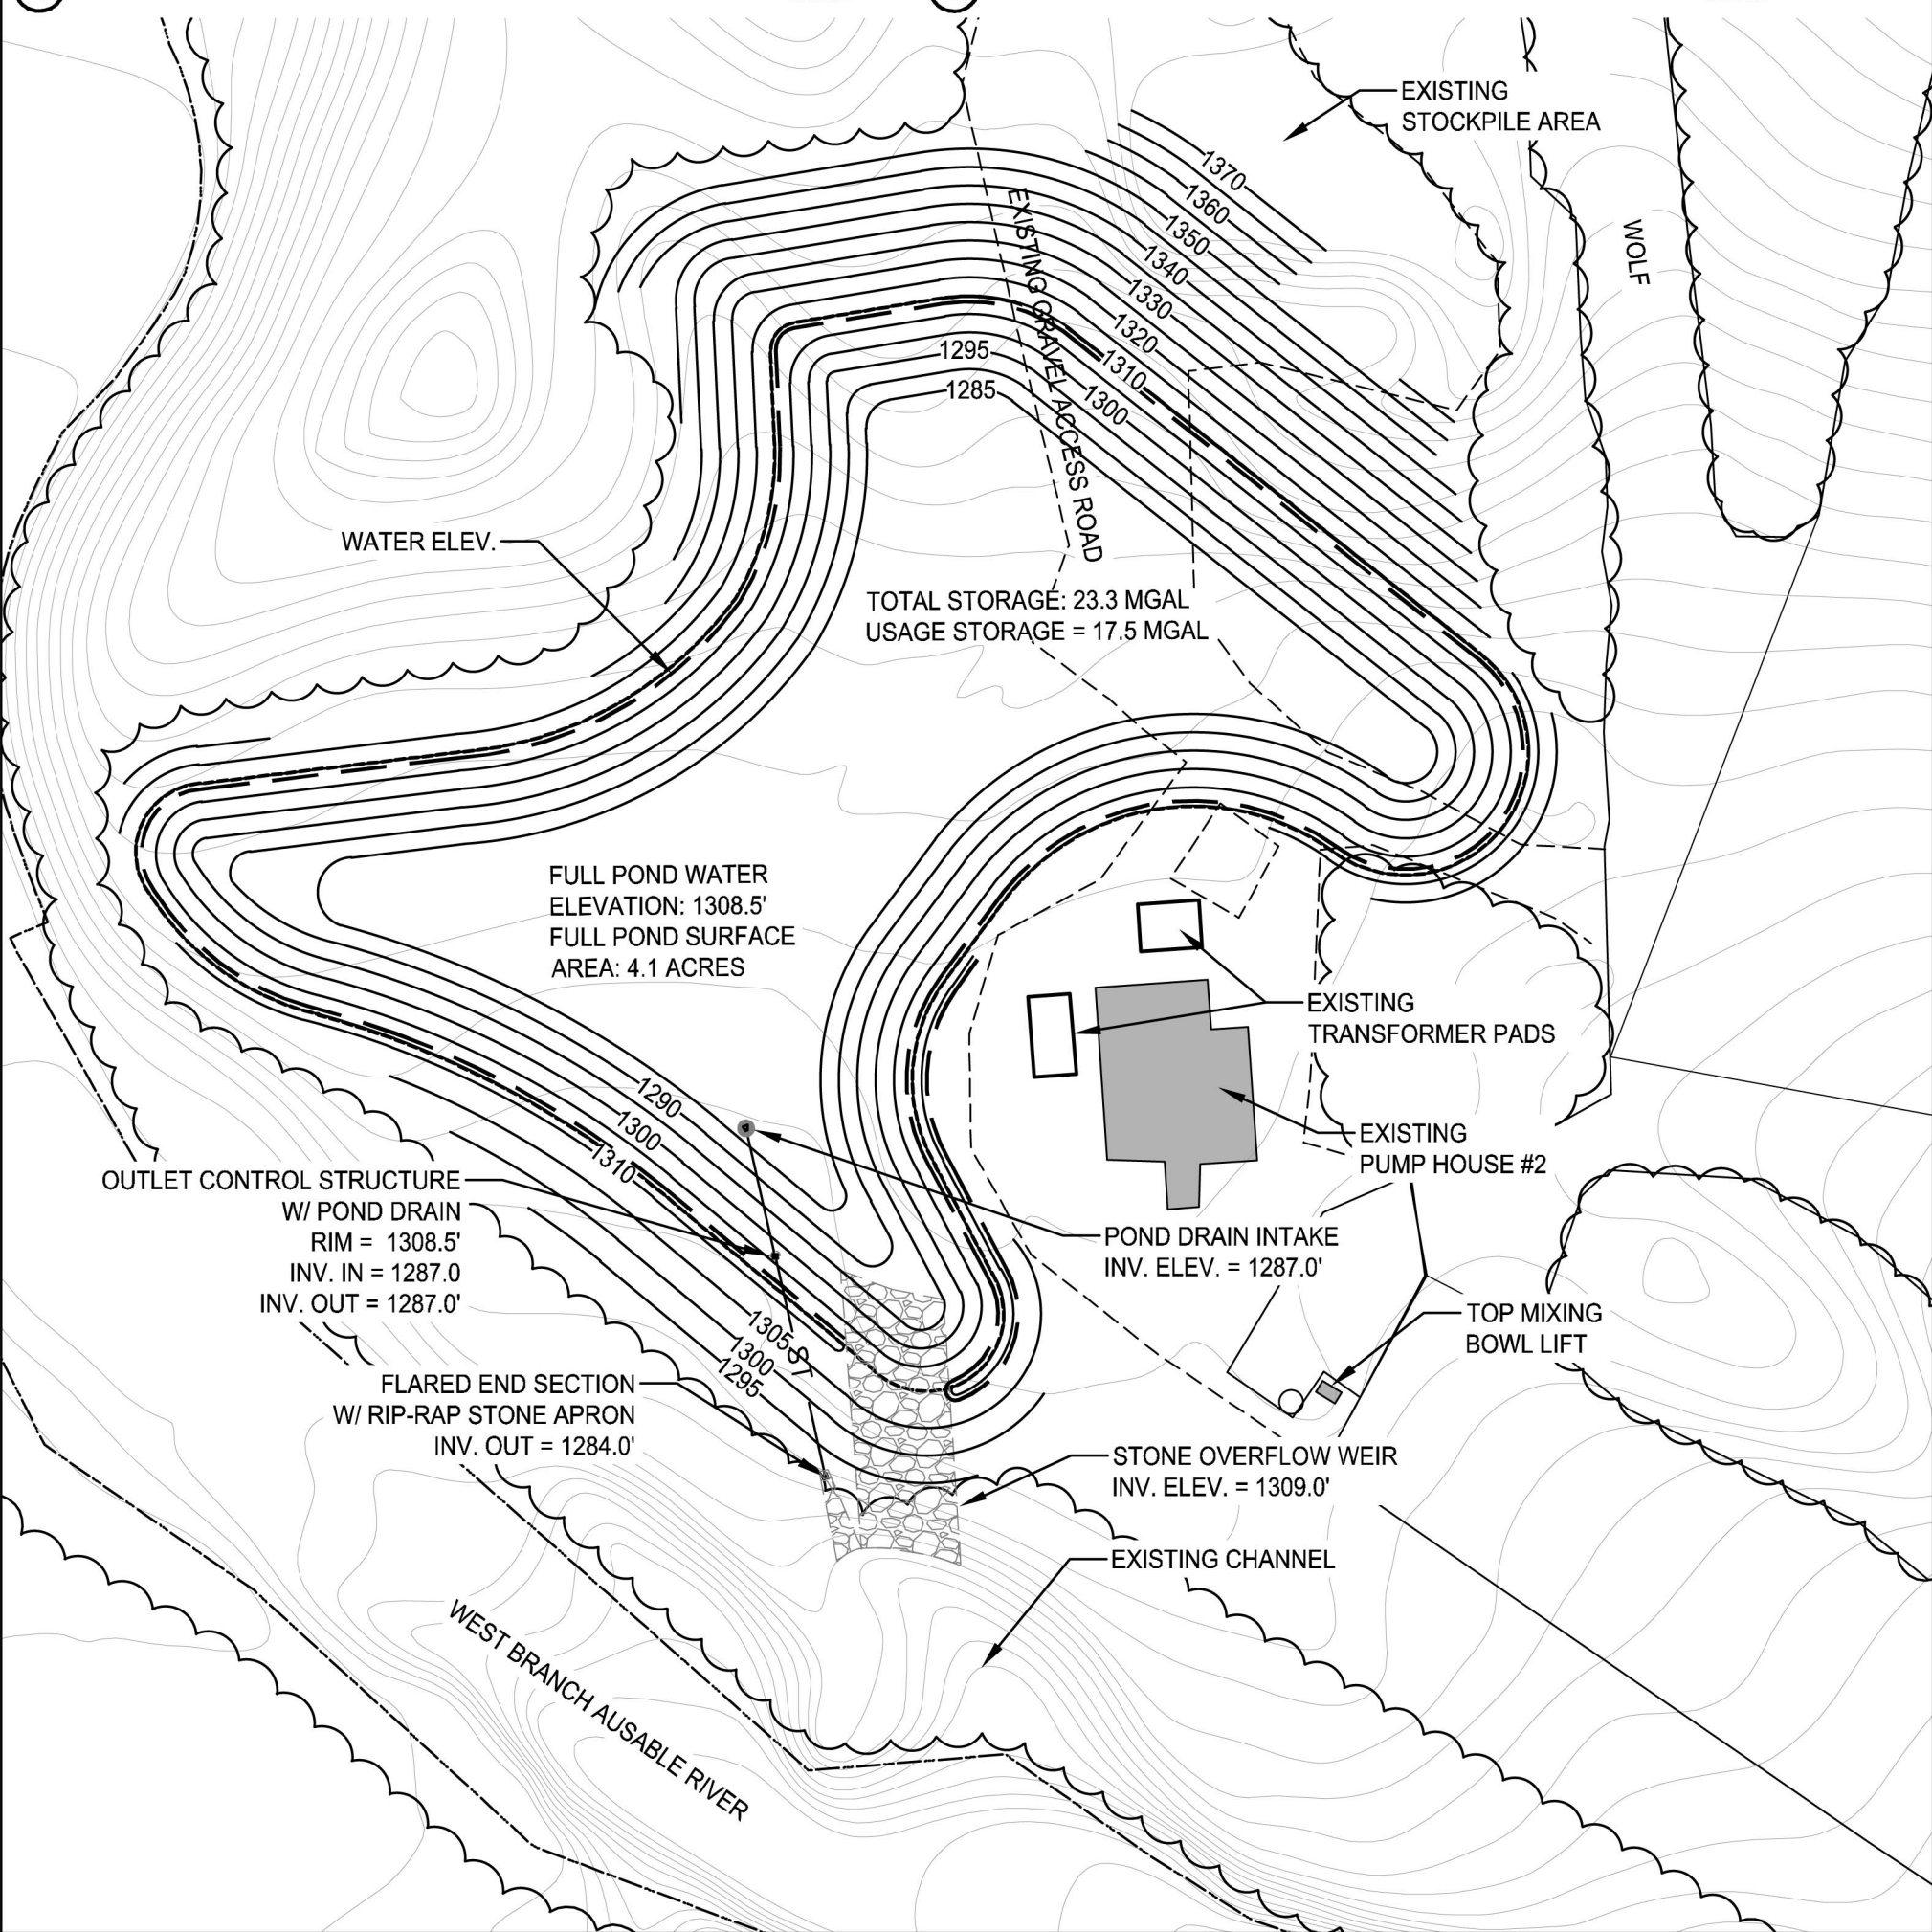 EXISTING
STOCKPILE AREA
1370
1360
1350
1340
1330
1320
1310
1300
1295
1285
WOLF
EXISTING GRAVEL ACCESS ROAD
WATER ELEV.
TOTAL STORAGE: 23.3 MGAL
USAGE STORAGE = 17.5 MGAL
FULL POND WATER
ELEVATION: 1308.5'
FULL POND SURFACE
AREA: 4.1 ACRES
EXISTING
TRANSFORMER PADS
1290
1300
1310
EXISTING
PUMP HOUSE #2
OUTLET CONTROL STRUCTURE
W/ POND DRAIN
RIM = 1308.5'
INV. IN = 1287.0
INV. OUT = 1287.0'
POND DRAIN INTAKE
INV. ELEV. = 1287.0'
TOP MIXING
BOWL LIFT
1305
1300
1295
ST
FLARED END SECTION
W/ RIP-RAP STONE APRON
INV. OUT = 1284.0'
STONE OVERFLOW WEIR
INV. ELEV. = 1309.0'
EXISTING CHANNEL
WEST BRANCH AUSABLE RIVER